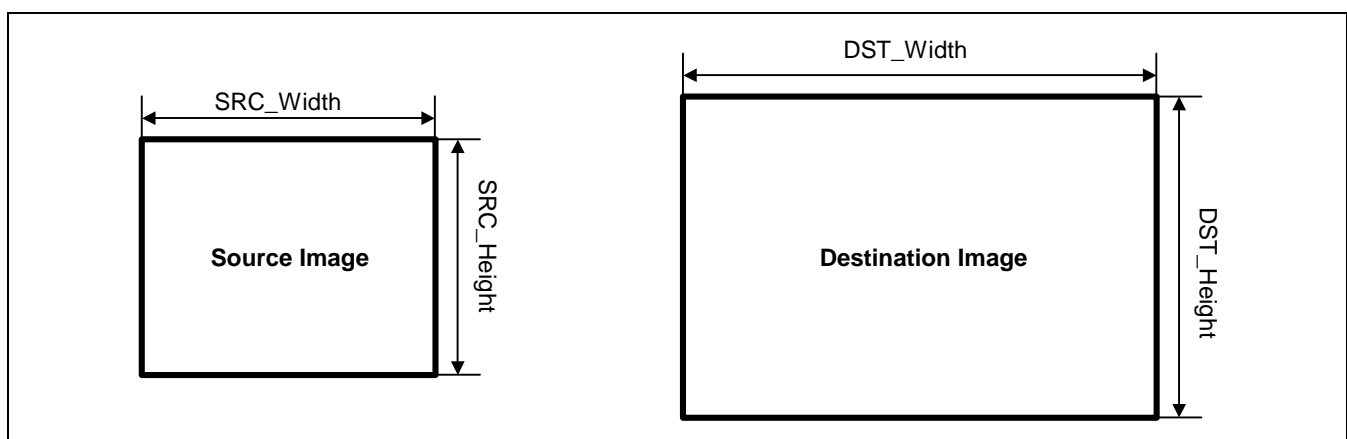 SRC_Width
SRC_Height
Source Image
DST_Width
DST_Height
Destination Image